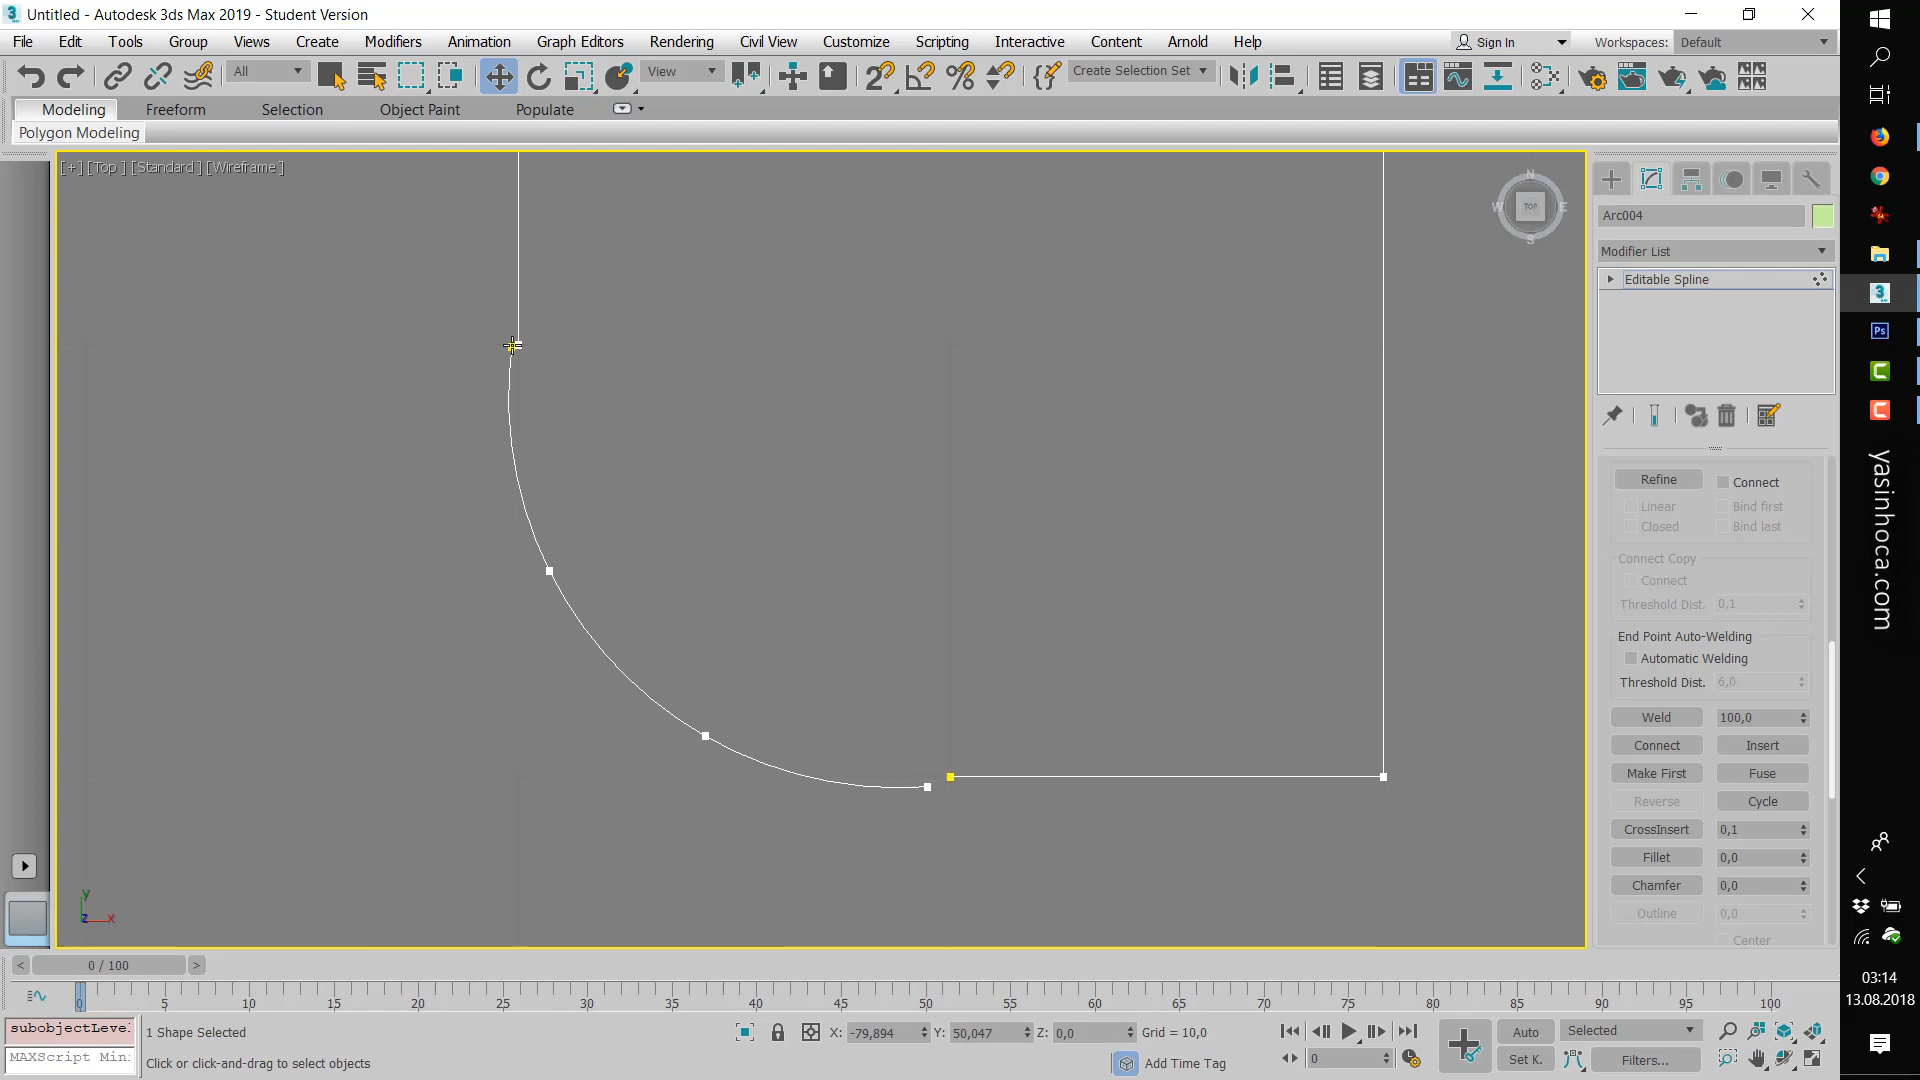 Untitled - Autodesk 3ds Max 2019 - Student Version
File Edit Tools Group Views Create Modifiers Animation Graph Editors Rendering Civil View Customize Scripting Interactive Content Arnold Help
Sign In
Workspaces: Default
All
View
Create Selection Set
Modeling Freeform Selection Object Paint Populate
Polygon Modeling
[+] [Top ] [Standard ] [Wireframe ]
N
W TOP E
S
Arc004
Modifier List
Editable Spline
Refine Connect
Linear Bind first
Closed Bind last
Connect Copy
Connect
Threshold Dist. 0,1
End Point Auto-Welding
Automatic Welding
Threshold Dist. 6,0
Weld 100,0
Connect Insert
Make First Fuse
Reverse Cycle
CrossInsert 0,1
Fillet 0,0
Chamfer 0,0
Outline 0,0
Center
y
z x
yasinhoca.com
< 0 / 100 >
0 5 10 15 20 25 30 35 40 45 50 55 60 65 70 75 80 85 90 95 100
03:14
13.08.2018
subobjectLeve
1 Shape Selected
X: -79,894 Y: 50,047 Z: 0,0 Grid = 10,0
Auto Selected
MAXScript Min
Click or click-and-drag to select objects
Add Time Tag
0
Set K. Filters...